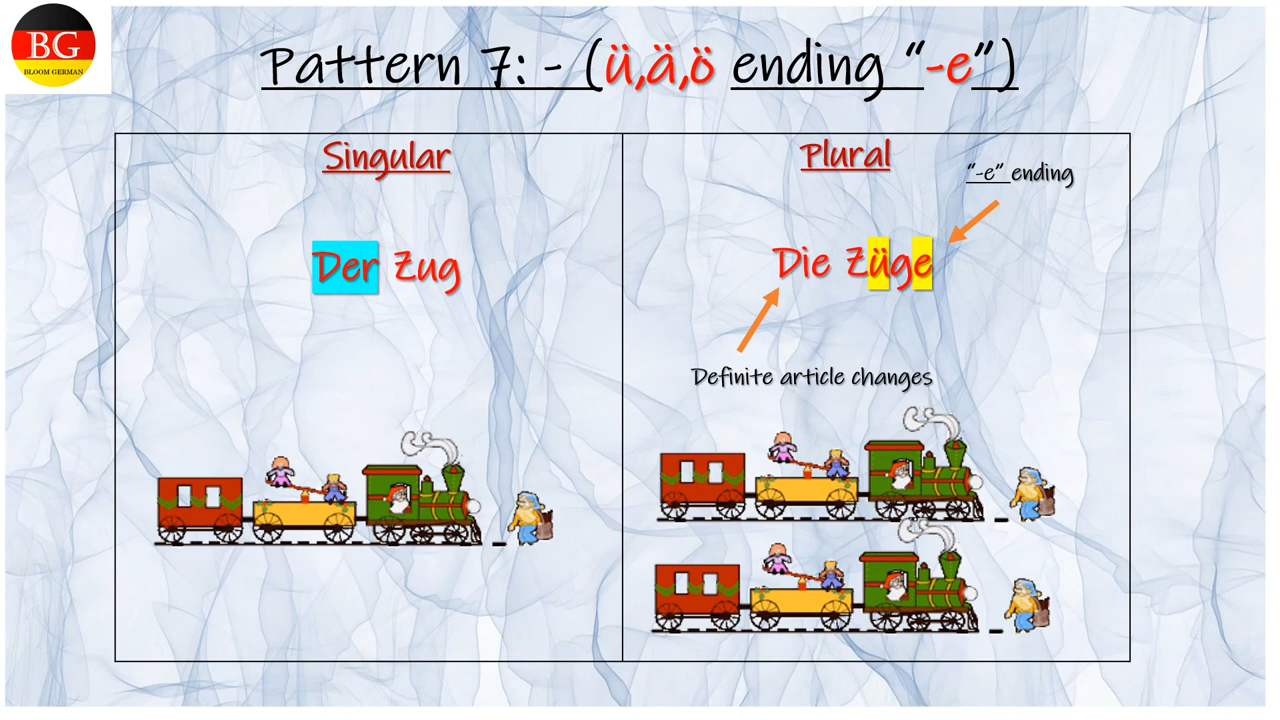 BG
BLOOM GERMAN
Pattern 7: - (ü,ä,ö ending “-e”)
Singular
Plural
“-e” ending
Der Zug
Die Züge
Definite article changes